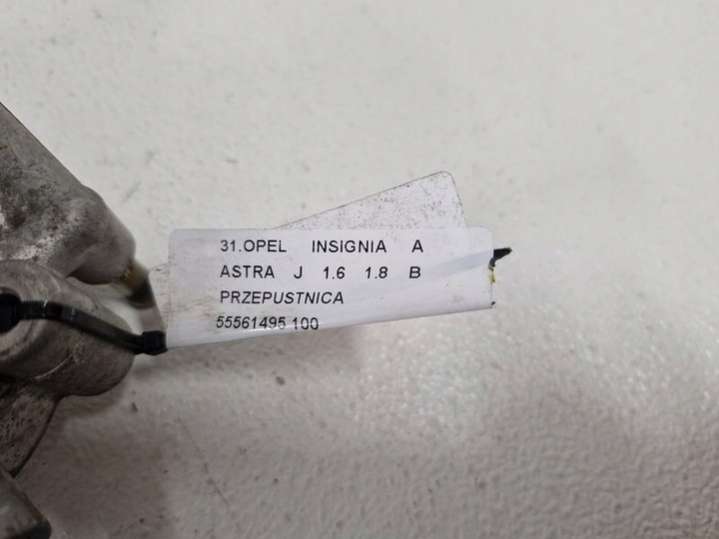 31.OPEL INSIGNIA A
ASTRA J 1.6 1.8 B
PRZEPUSTNICA
55561495 100